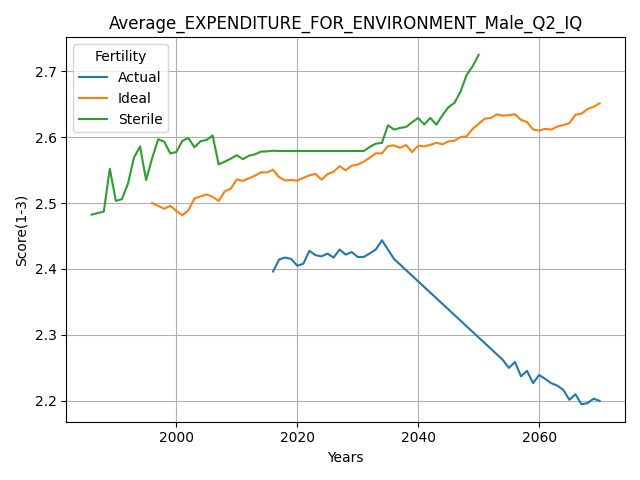 Average_EXPENDITURE_FOR_ENVIRONMENT_Male_Q2_IQ
Fertility
Actual
Ideal
Sterile
Score(1-3)
2.7
2.6
2.5
2.4
2.3
2.2
2000 2020 2040 2060
Years